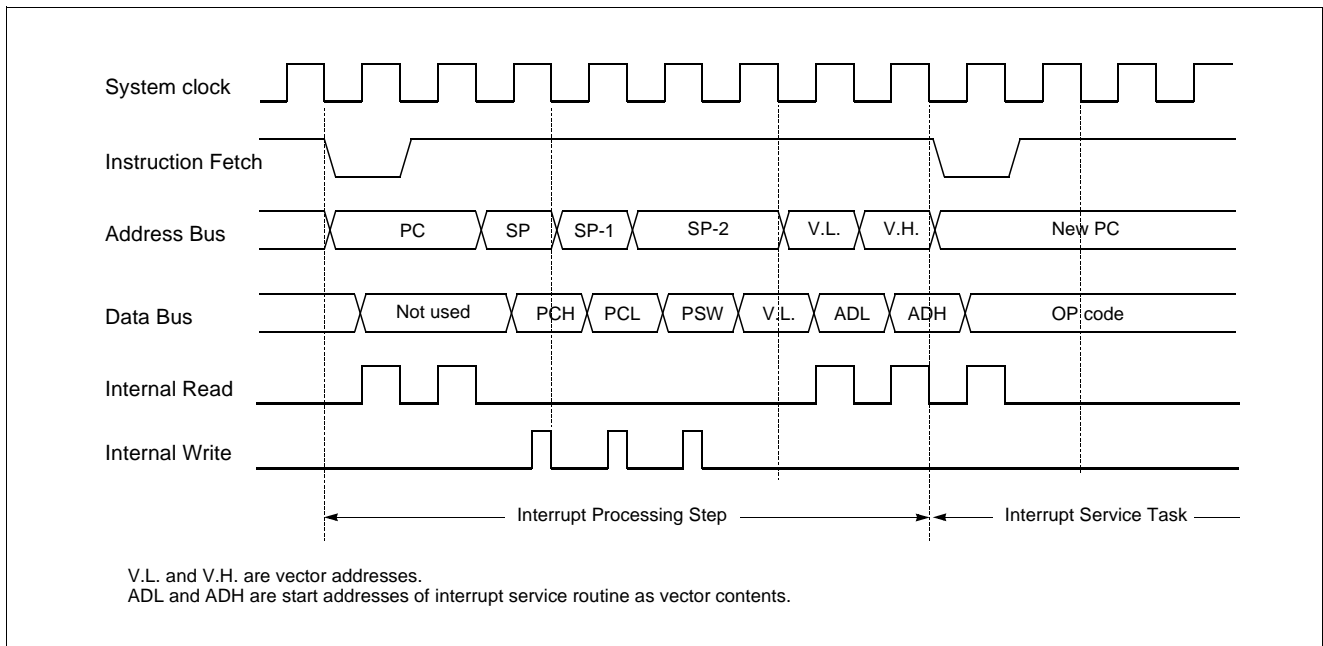 System clock
Instruction Fetch
Address Bus PC SP SP-1 SP-2 V.L. V.H. New PC
Data Bus Not used PCH PCL PSW V.L. ADL ADH OP code
Internal Read
Internal Write
Interrupt Processing Step Interrupt Service Task
V.L. and V.H. are vector addresses.
ADL and ADH are start addresses of interrupt service routine as vector contents.